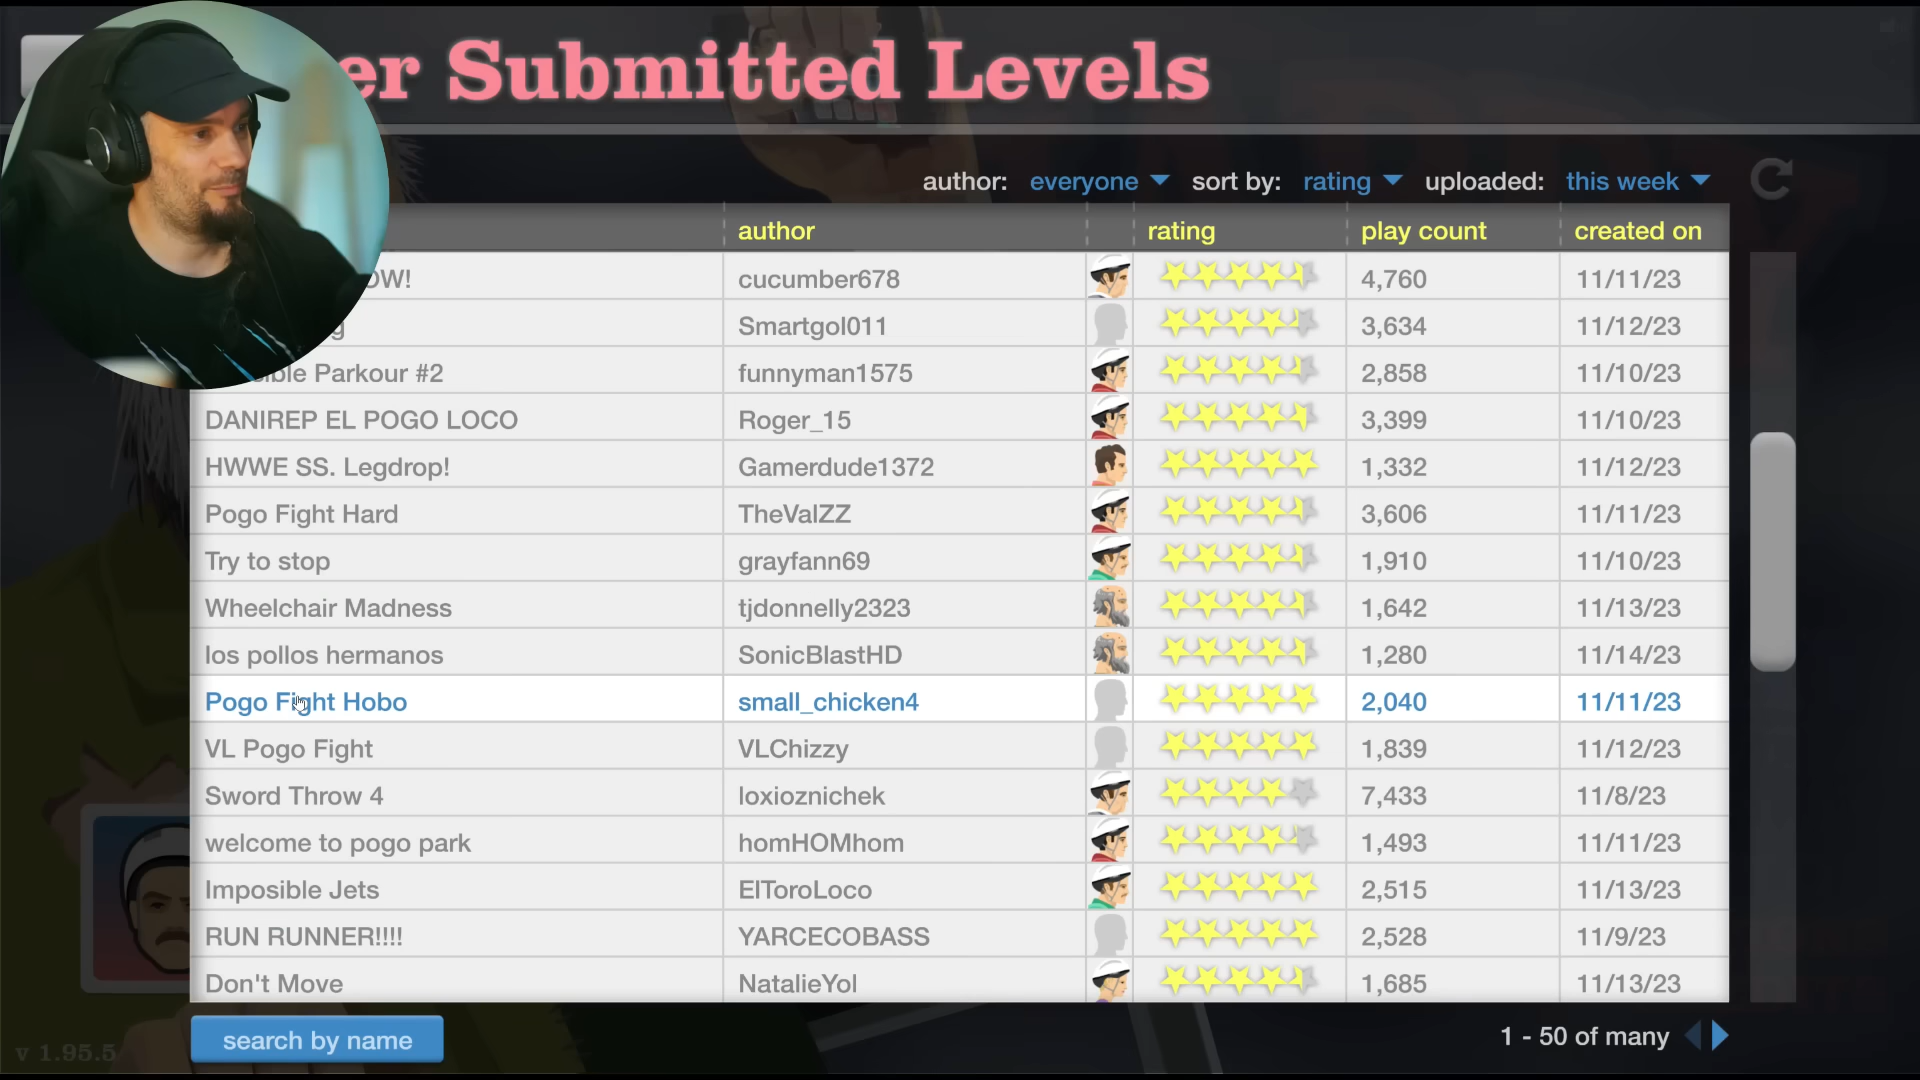 er Submitted Levels
author: everyone sort by: rating uploaded: this week
author rating play count created on
OW! cucumber678 4,760 11/11/23
g Smartgol011 3,634 11/12/23
sible Parkour #2 funnyman1575 2,858 11/10/23
DANIREP EL POGO LOCO Roger_15 3,399 11/10/23
HWWE SS. Legdrop! Gamerdude1372 1,332 11/12/23
Pogo Fight Hard TheValZZ 3,606 11/11/23
Try to stop grayfann69 1,910 11/10/23
Wheelchair Madness tjdonnelly2323 1,642 11/13/23
los pollos hermanos SonicBlastHD 1,280 11/14/23
Pogo Fight Hobo small_chicken4 2,040 11/11/23
VL Pogo Fight VLChizzy 1,839 11/12/23
Sword Throw 4 loxioznichek 7,433 11/8/23
welcome to pogo park homHOMhom 1,493 11/11/23
Imposible Jets ElToroLoco 2,515 11/13/23
RUN RUNNER!!!! YARCECOBASS 2,528 11/9/23
Don't Move NatalieYol 1,685 11/13/23
search by name 1 - 50 of many
v 1.95.5